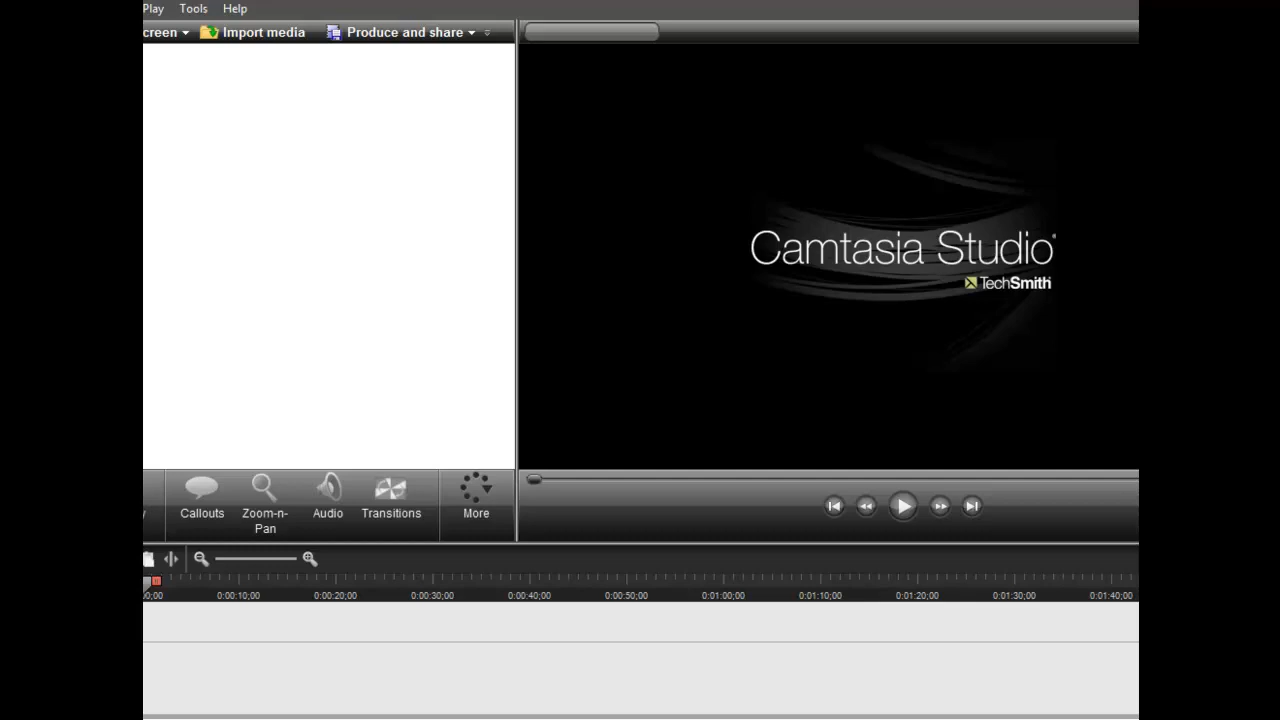 Play Tools Help
creen Import media Produce and share
Camtasia Studio
TechSmith
Callouts Zoom-n-Pan Audio Transitions More
0:00:10;00 0:00:20;00 0:00:30;00 0:00:40;00 0:00:50;00 0:01:00;00 0:01:10;00 0:01:20;00 0:01:30;00 0:01:40;00